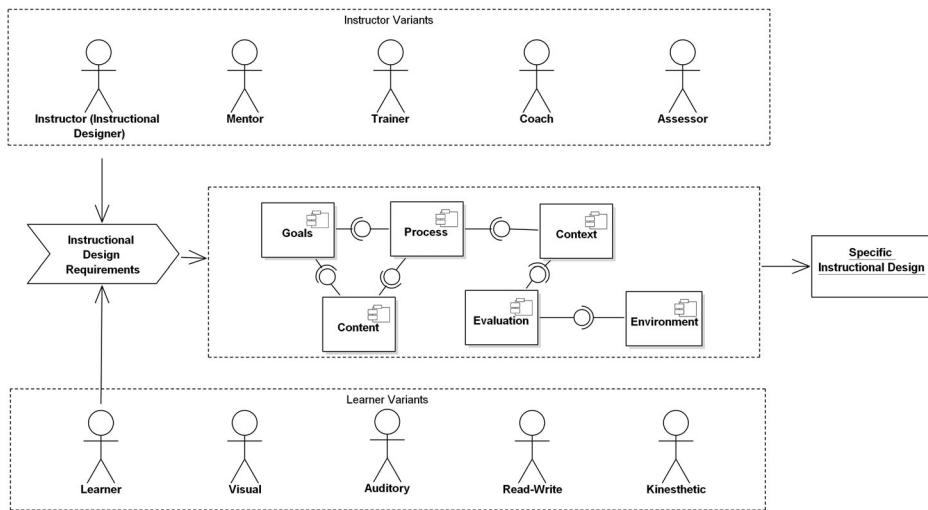 Instructor Variants
Instructor (Instructional
Designer)
Mentor
Trainer
Coach
Assessor
Instructional
Design
Requirements
Goals
Process
Context
Content
Evaluation
Environment
Specific
Instructional Design
Learner Variants
Learner
Visual
Auditory
Read-Write
Kinesthetic